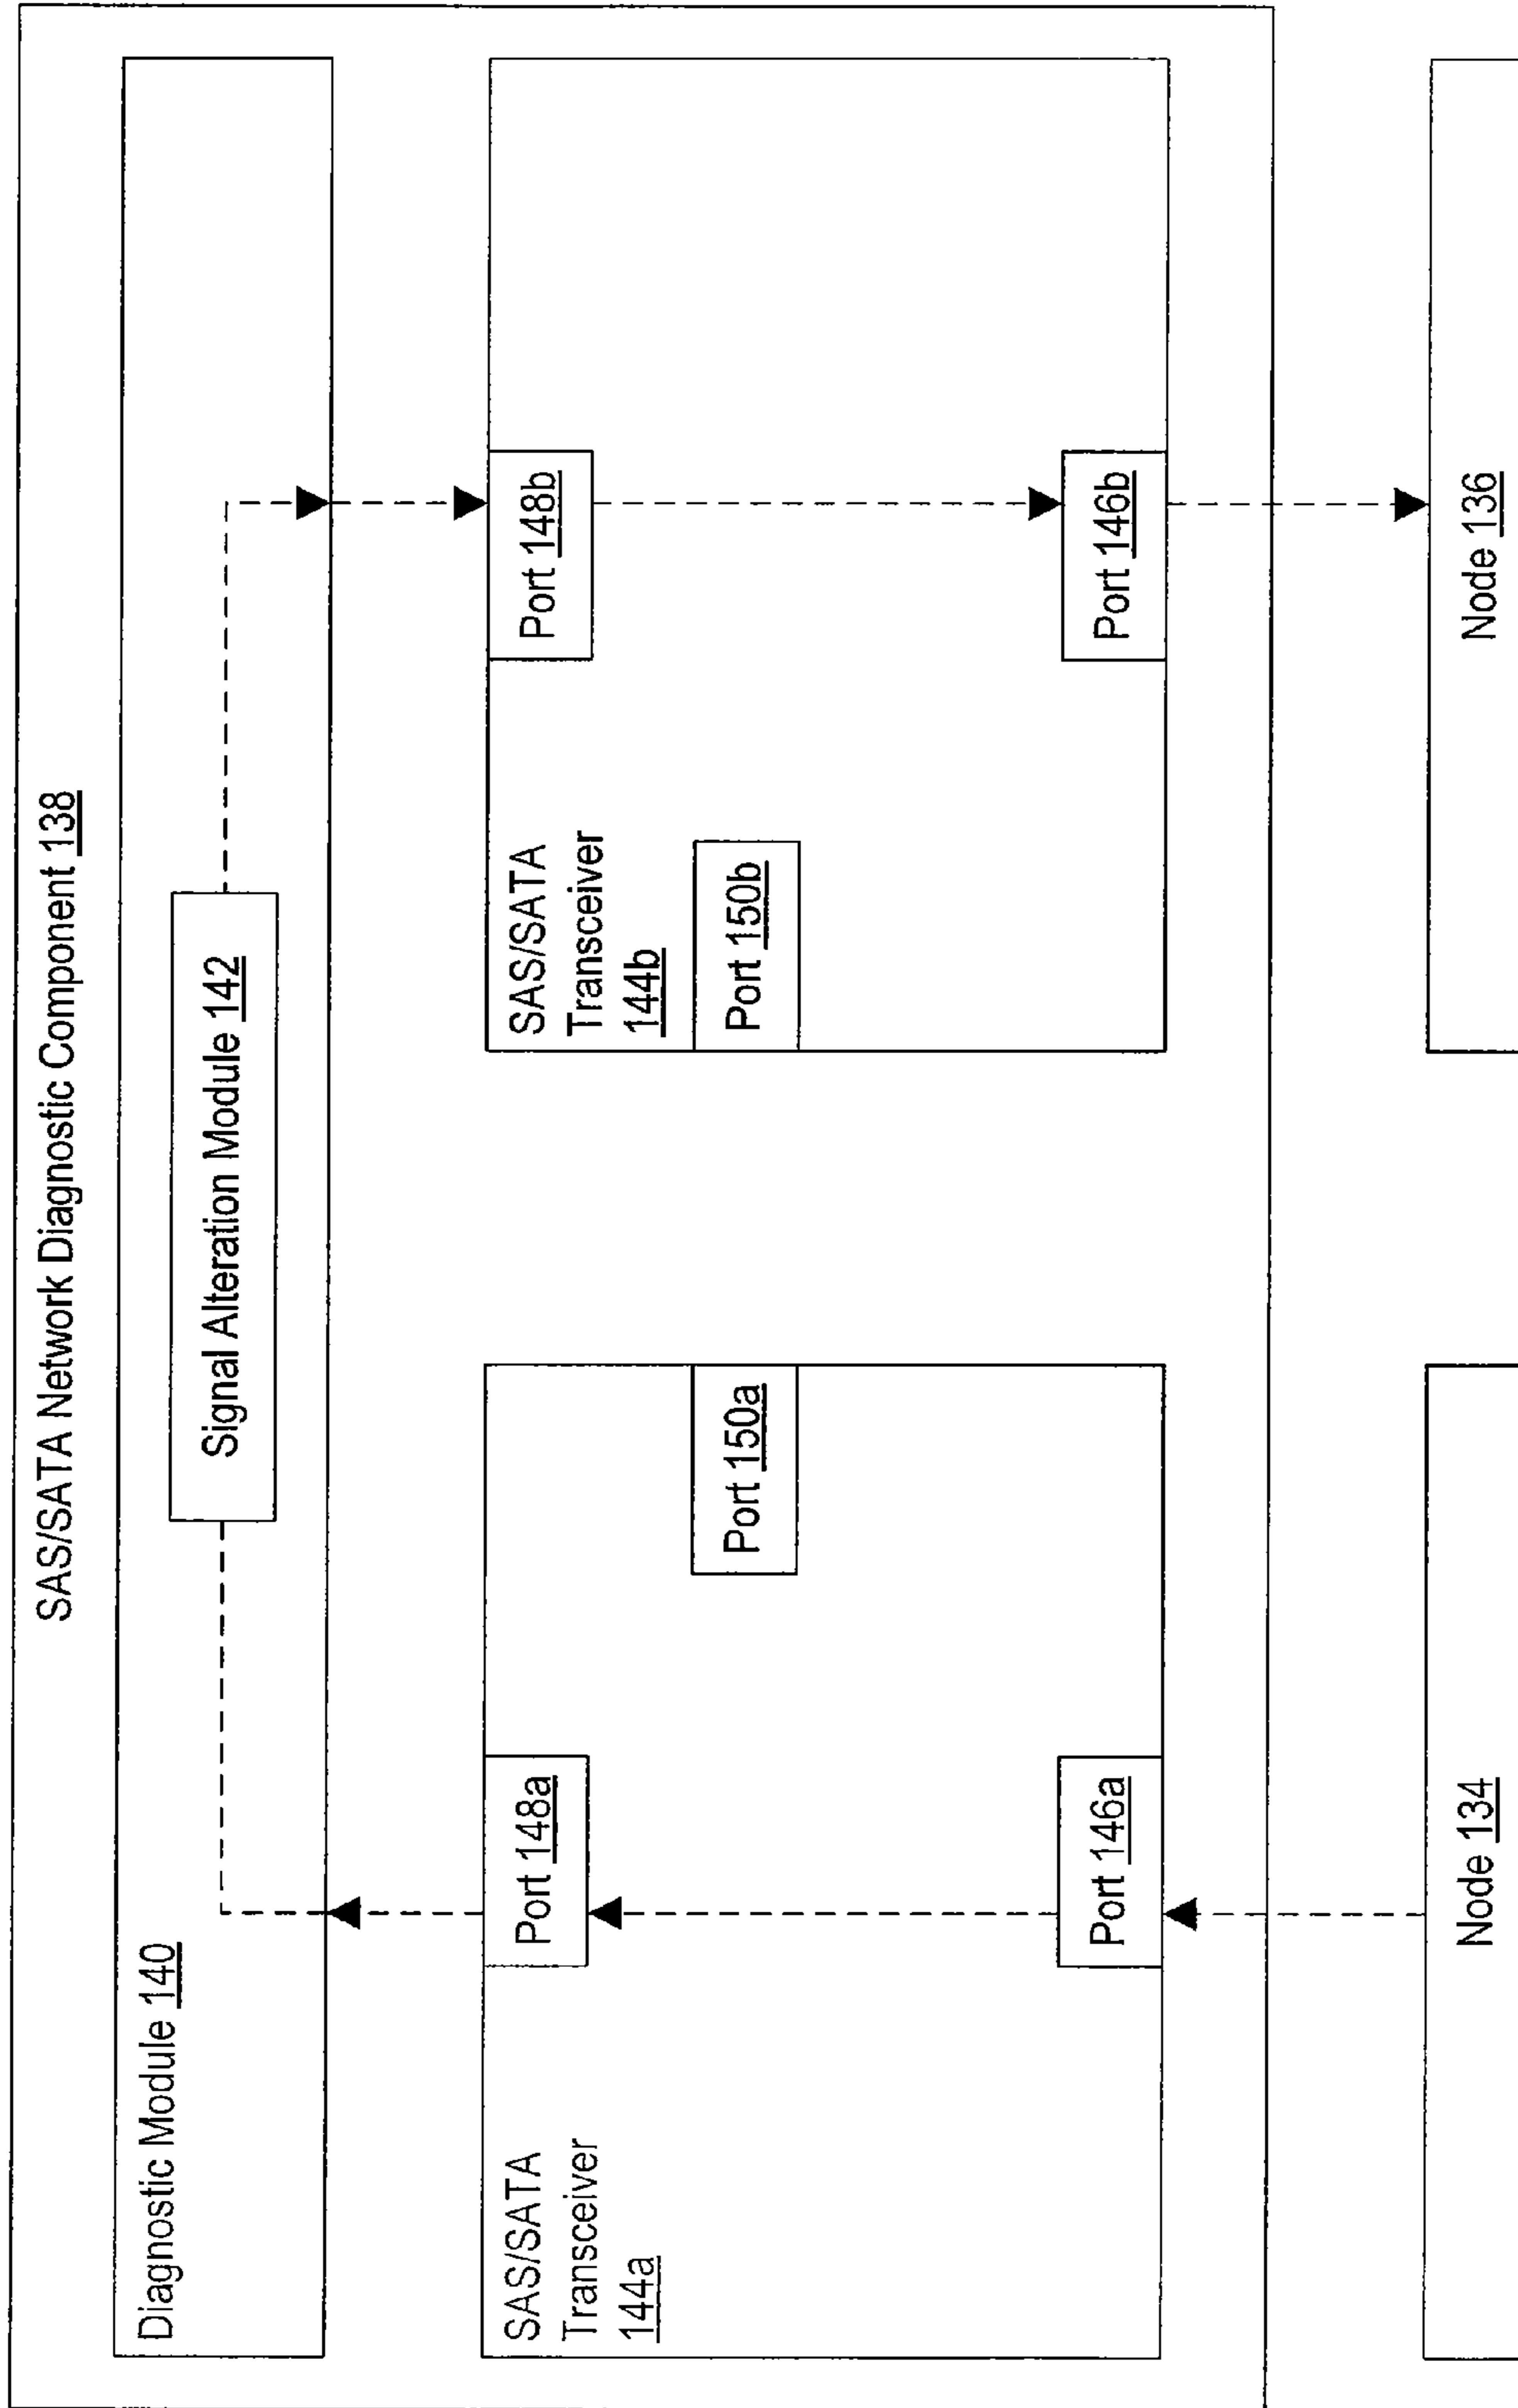 SAS/SATA Network Diagnostic Component 138
Diagnostic Module 140
Signal Alteration Module 142
SAS/SATA
Transceiver
144a
Port 148a
Port 150a
Port 146a
SAS/SATA
Transceiver
144b
Port 148b
Port 150b
Port 146b
Node 134
Node 136